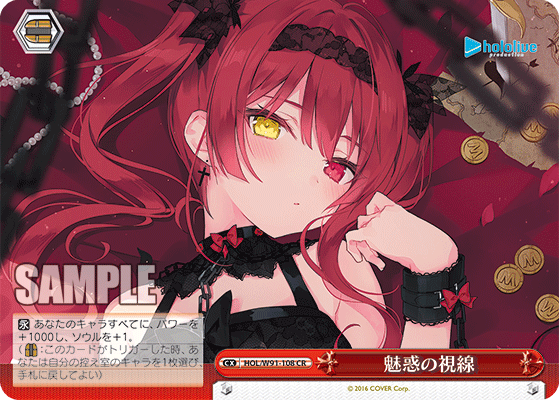 hololive
production
SAMPLE
永 あなたのキャラすべてに、パワーを
+1000し、ソウルを+1。
(　:このカードがトリガーした時、あ
なたは自分の控え室のキャラを1枚選び、
手札に戻してよい)
CX HOL/W91-108 CR 魅惑の視線
© 2016 COVER Corp.